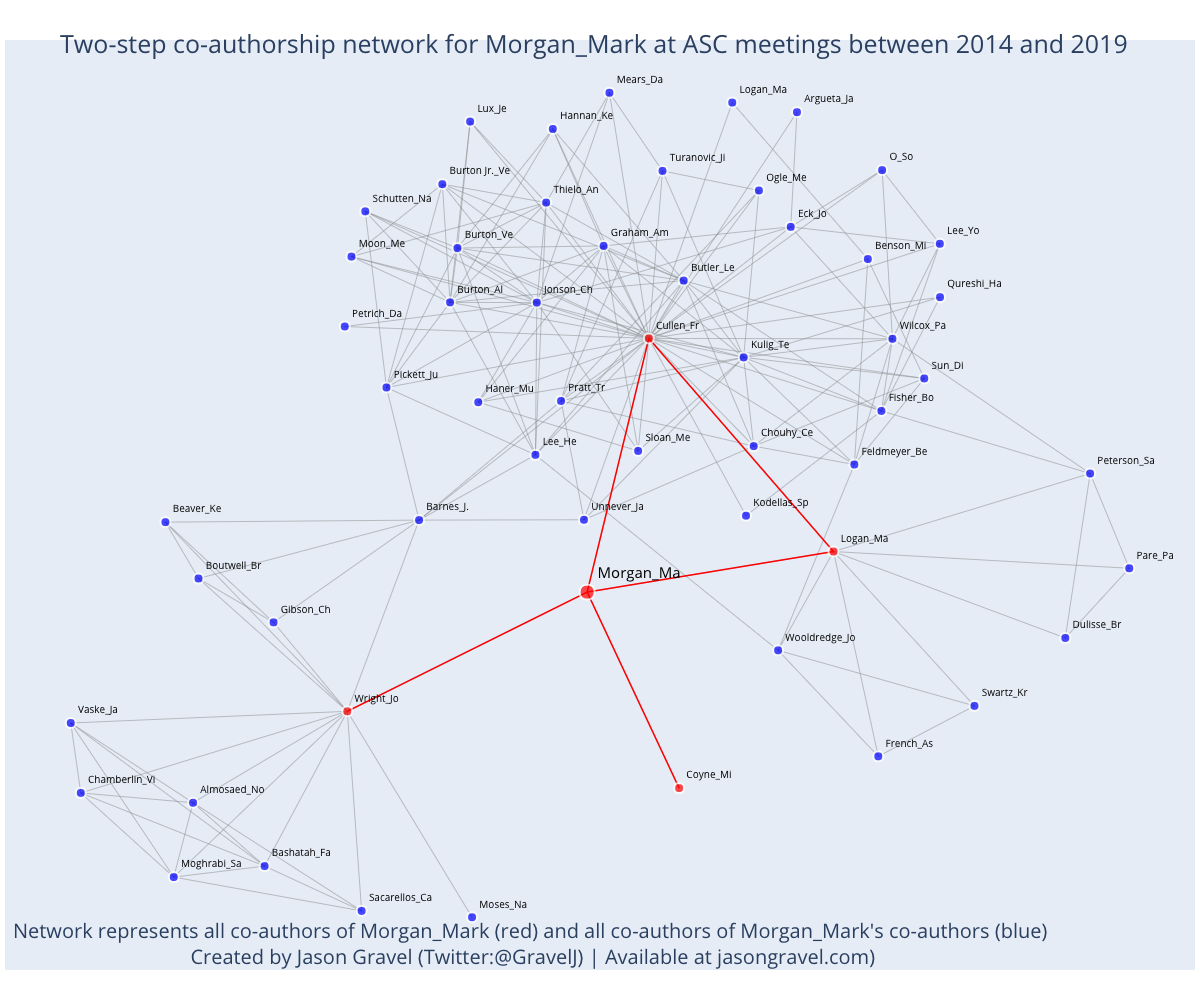 Two-step co-authorship network for Morgan_Mark at ASC meetings between 2014 and 2019
Mears_Da
Logan_Ma
Argueta_Ja
Lux_Je
Hannan_Ke
Turanovic_Ji
O_So
Burton Jr._Ve
Ogle_Me
Thielo_An
Schutten_Na
Eck_Jo
Lee_Yo
Burton_Ve
Graham_Am
Moon_Me
Benson_Mi
Butler_Le
Burton_Al
Jonson_Ch
Qureshi_Ha
Petrich_Da
Cullen_Fr
Wilcox_Pa
Kulig_Te
Sun_Di
Pickett_Ju
Haner_Mu
Pratt_Tr
Fisher_Bo
Lee_He
Sloan_Me
Chouhy_Ce
Feldmeyer_Be
Peterson_Sa
Beaver_Ke
Barnes_J.
Unnever_Ja
Kodellas_Sp
Logan_Ma
Boutwell_Br
Morgan_Ma
Pare_Pa
Gibson_Ch
Wooldredge_Jo
Dulisse_Br
Wright_Jo
Swartz_Kr
Vaske_Ja
French_As
Chamberlin_Vi
Almosaed_No
Coyne_Mi
Moghrabi_Sa
Bashatah_Fa
Sacarellos_Ca
Moses_Na
Network represents all co-authors of Morgan_Mark (red) and all co-authors of Morgan_Mark's co-authors (blue)
Created by Jason Gravel (Twitter:@GravelJ) | Available at jasongravel.com)